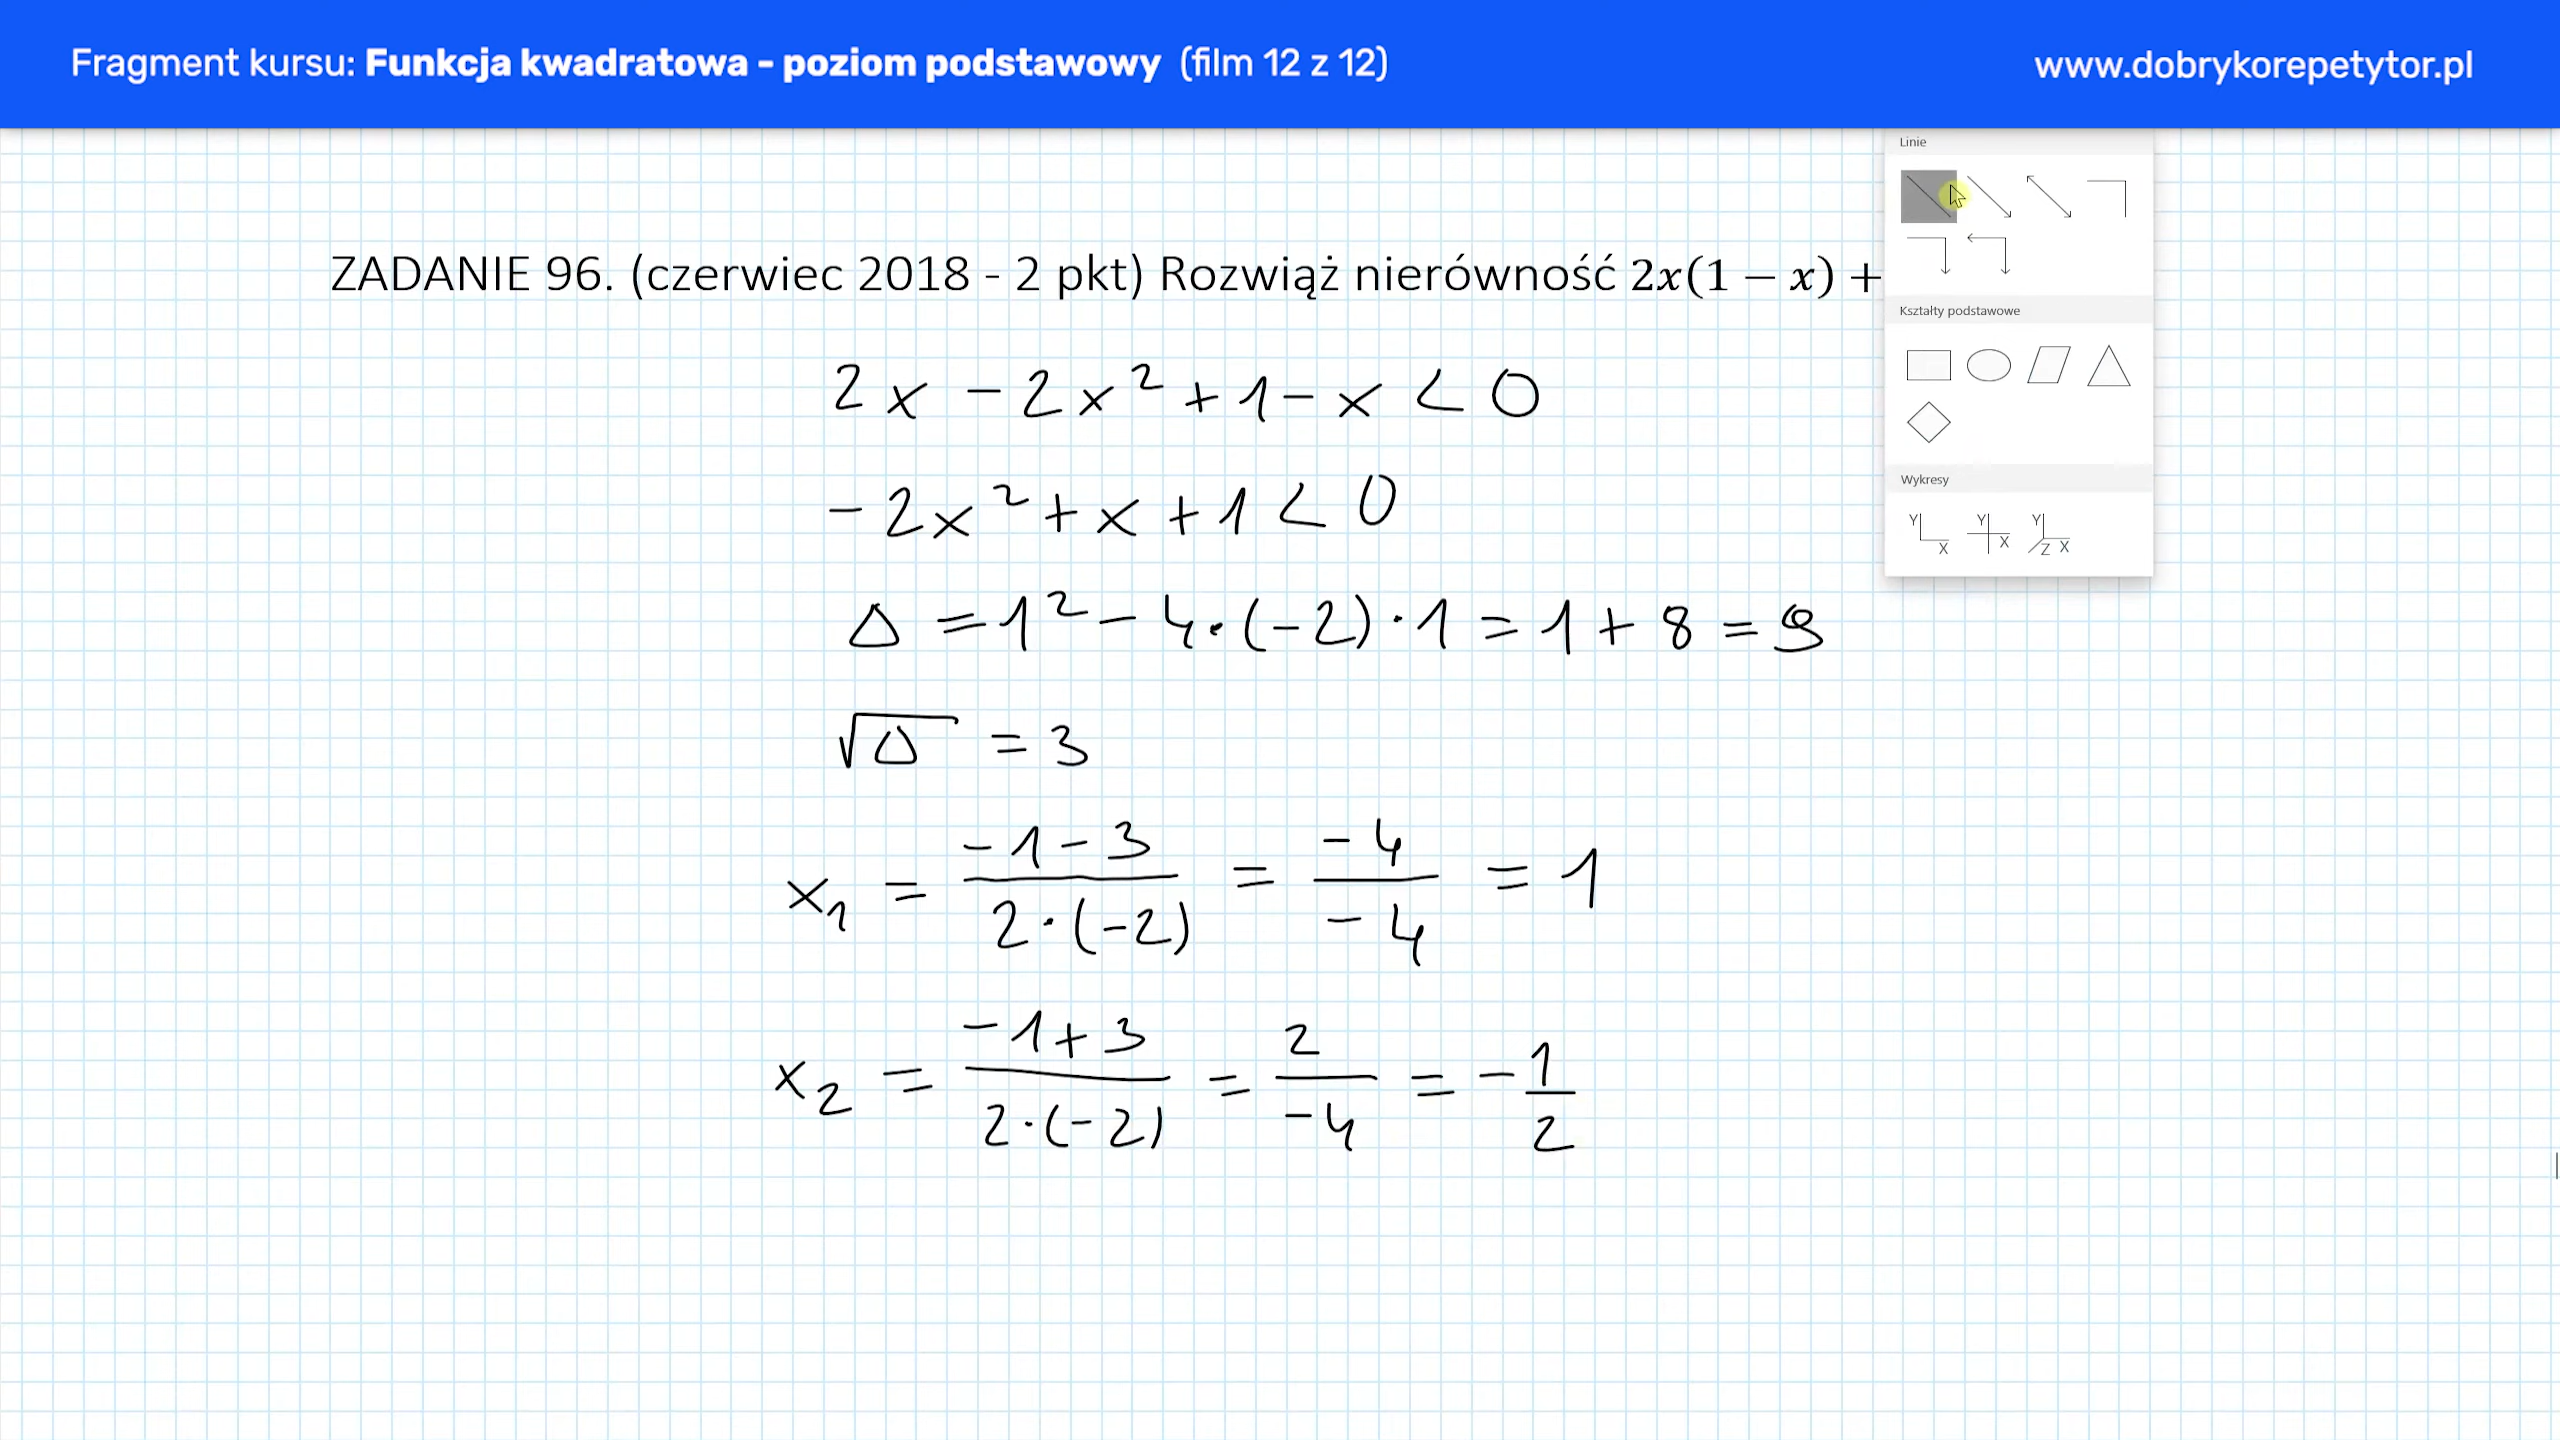 Fragment kursu: Funkcja kwadratowa - poziom podstawowy (film 12 z 12)
www.dobrykorepetytor.pl
Linie
ZADANIE 96. (czerwiec 2018 - 2 pkt) Rozwiąż nierówność 2x(1 − x) +
Kształty podstawowe
2x − 2x² + 1 − x < 0
Wykresy
Y X Y X Y Z X
−2x² + x + 1 < 0
Δ = 1² − 4·(−2)·1 = 1 + 8 = 9
√Δ = 3
x₁ = (−1 − 3)/(2·(−2)) = (−4)/(−4) = 1
x₂ = (−1 + 3)/(2·(−2)) = 2/(−4) = −1/2